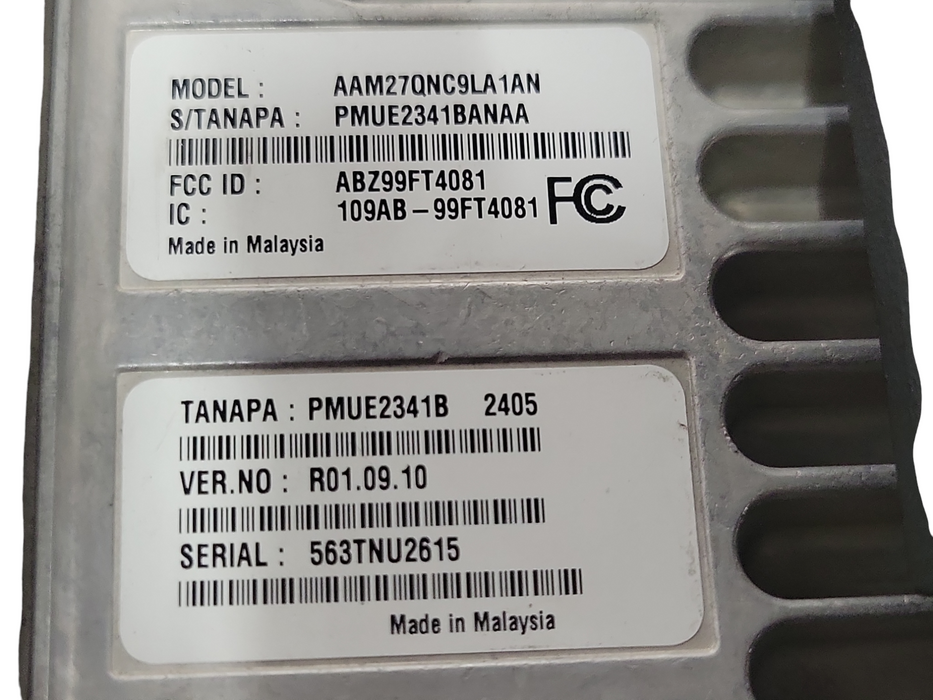 MODEL : AAM27QNC9LA1AN
S/TANAPA : PMUE2341BANAA
FCC ID : ABZ99FT4081
IC : 109AB-99FT4081 FCC
Made in Malaysia
TANAPA : PMUE2341B 2405
VER.NO : R01.09.10
SERIAL : 563TNU2615
Made in Malaysia